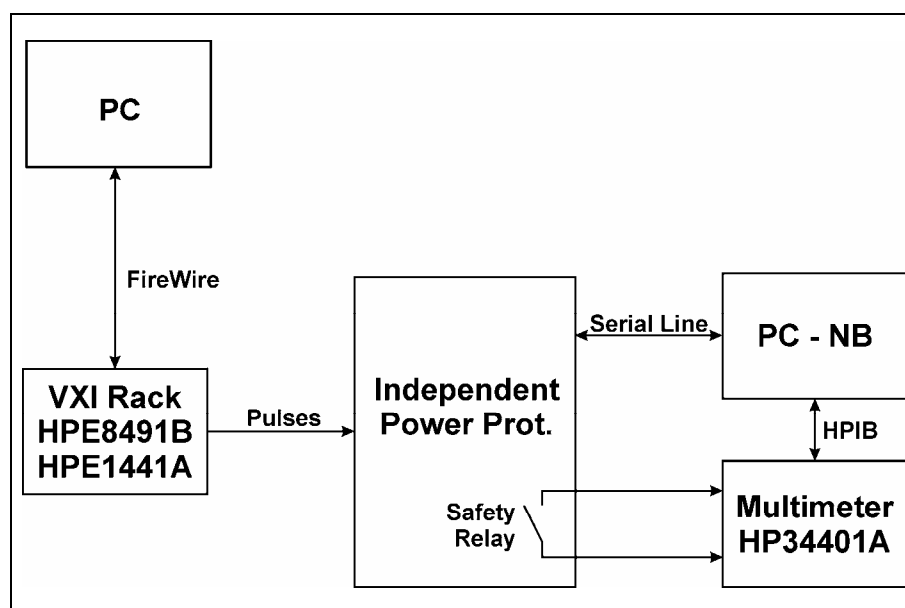 PC
FireWire
VXI Rack
HPE8491B
HPE1441A
Pulses
Independent
Power Prot.
Safety
Relay
Serial Line
PC - NB
HPIB
Multimeter
HP34401A